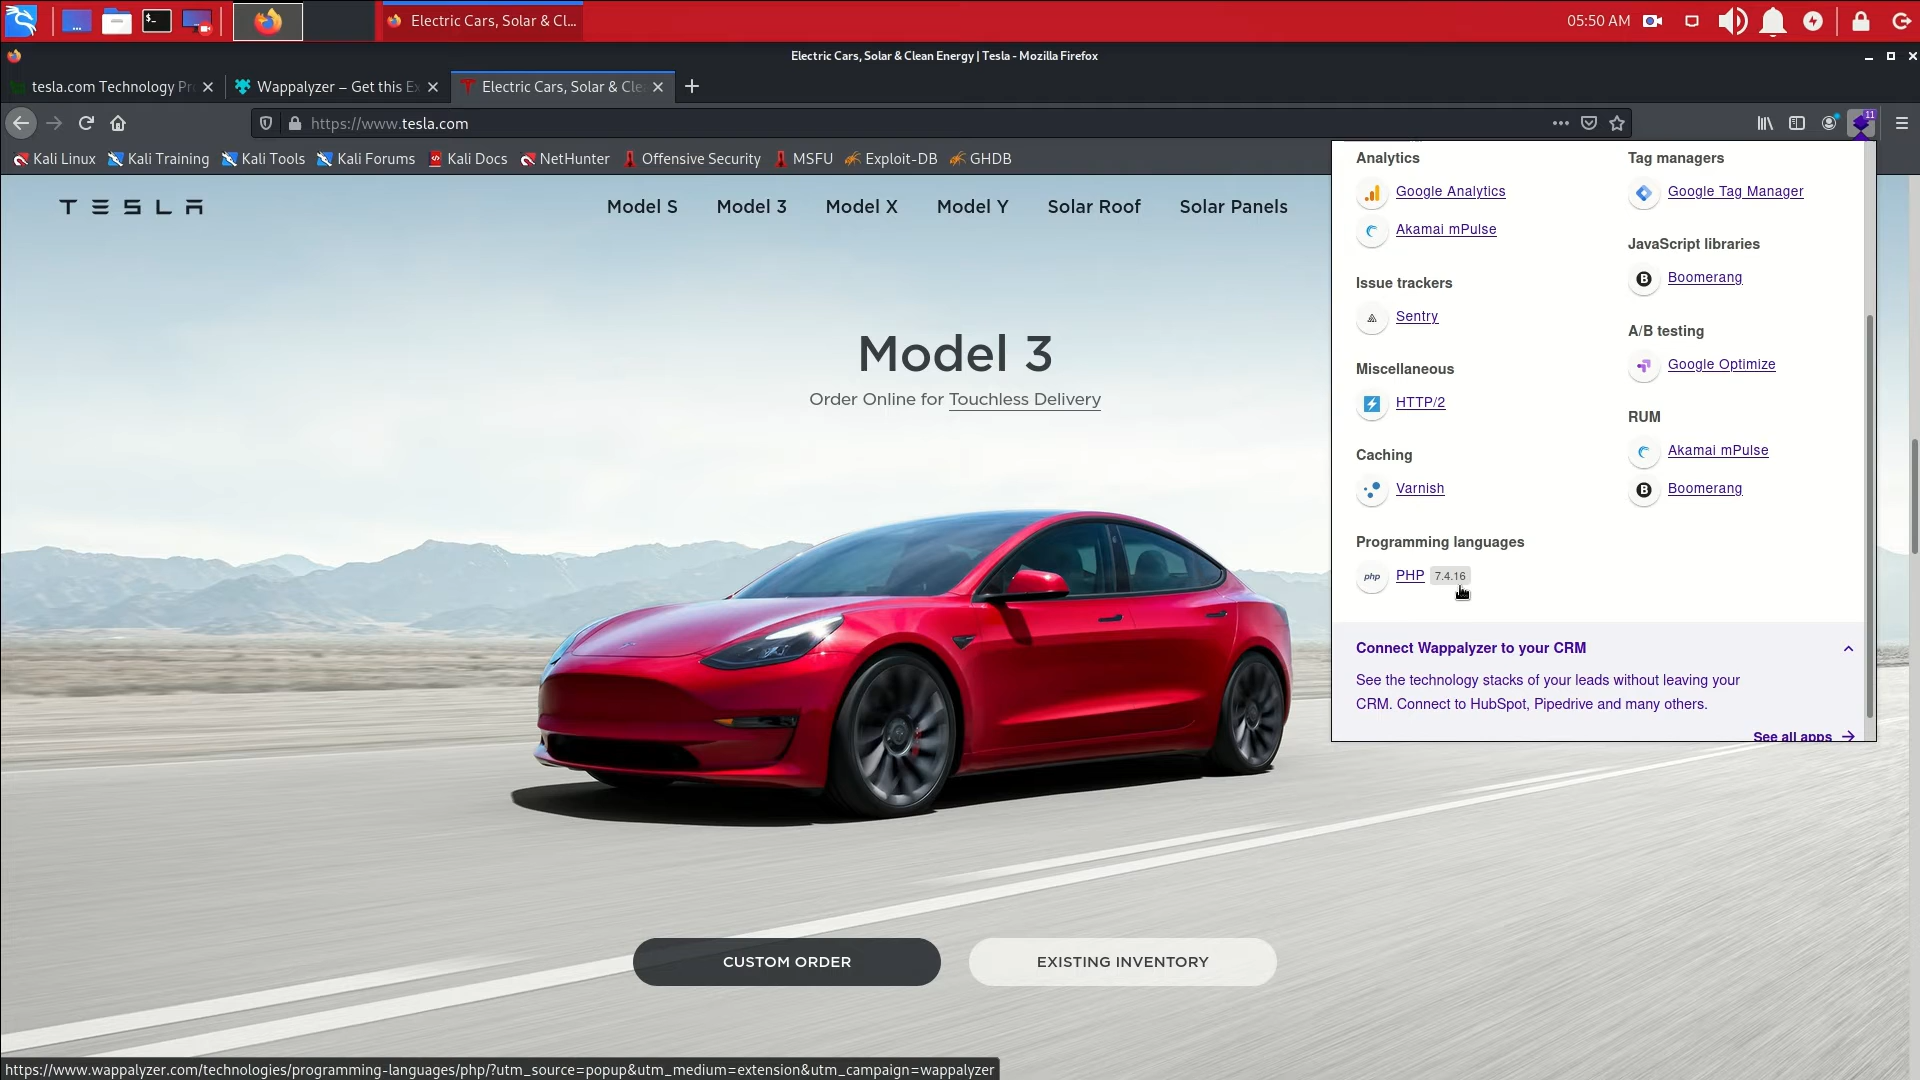 Electric Cars, Solar & Cl...
05:50 AM
Electric Cars, Solar & Clean Energy | Tesla - Mozilla Firefox
tesla.com Technology Pr
Wappalyzer – Get this Ex
Electric Cars, Solar & Cle
https://www.tesla.com
11
Kali Linux
Kali Training
Kali Tools
Kali Forums
Kali Docs
NetHunter
Offensive Security
MSFU
Exploit-DB
GHDB
TESLA
Model S
Model 3
Model X
Model Y
Solar Roof
Solar Panels
Model 3
Order Online for Touchless Delivery
CUSTOM ORDER
EXISTING INVENTORY
Analytics
Google Analytics
Akamai mPulse
Issue trackers
Sentry
Miscellaneous
HTTP/2
Caching
Varnish
Programming languages
php
PHP
7.4.16
Tag managers
Google Tag Manager
JavaScript libraries
B
Boomerang
A/B testing
Google Optimize
RUM
Akamai mPulse
B
Boomerang
Connect Wappalyzer to your CRM
See the technology stacks of your leads without leaving your
CRM. Connect to HubSpot, Pipedrive and many others.
See all apps
https://www.wappalyzer.com/technologies/programming-languages/php/?utm_source=popup&utm_medium=extension&utm_campaign=wappalyzer